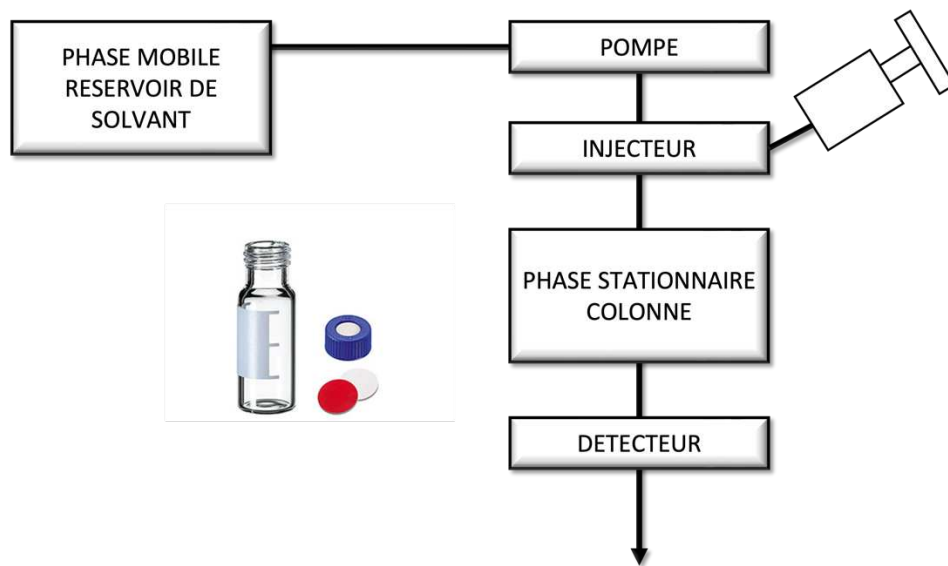 PHASE MOBILE
RESERVOIR DE
SOLVANT
POMPE
INJECTEUR
PHASE STATIONNAIRE
COLONNE
DETECTEUR